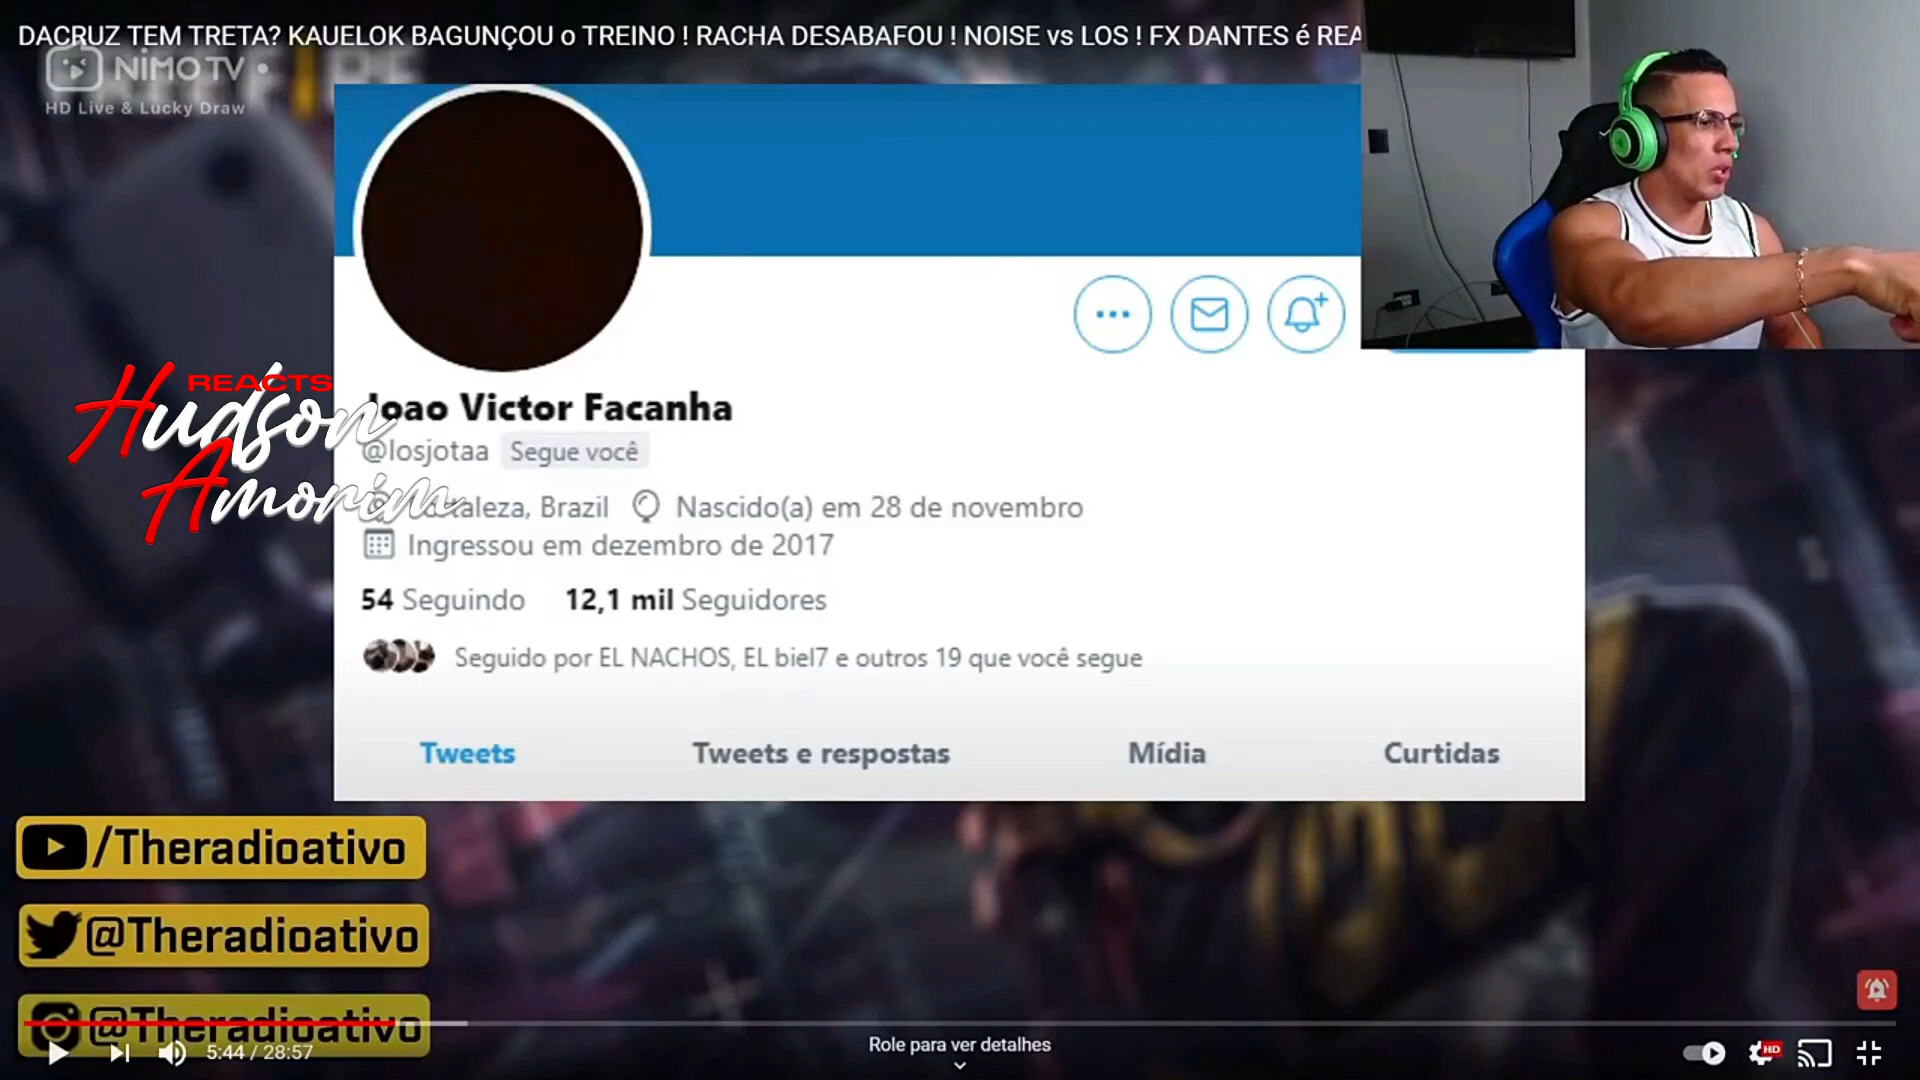 DACRUZ TEM TRETA? KAUELOK BAGUNÇOU o TREINO ! RACHA DESABAFOU ! NOISE vs LOS ! FX DANTES é REA
NIMO TV
HD Live & Lucky Draw
REACTS
Hudson
Amorim
Joao Victor Facanha
@losjotaa Segue você
Fortaleza, Brazil Nascido(a) em 28 de novembro
Ingressou em dezembro de 2017
54 Seguindo 12,1 mil Seguidores
Seguido por EL NACHOS, EL biel7 e outros 19 que você segue
Tweets Tweets e respostas Mídia Curtidas
/Theradioativo
@Theradioativo
@Theradioativo
5:44 / 28:57
Role para ver detalhes
HD